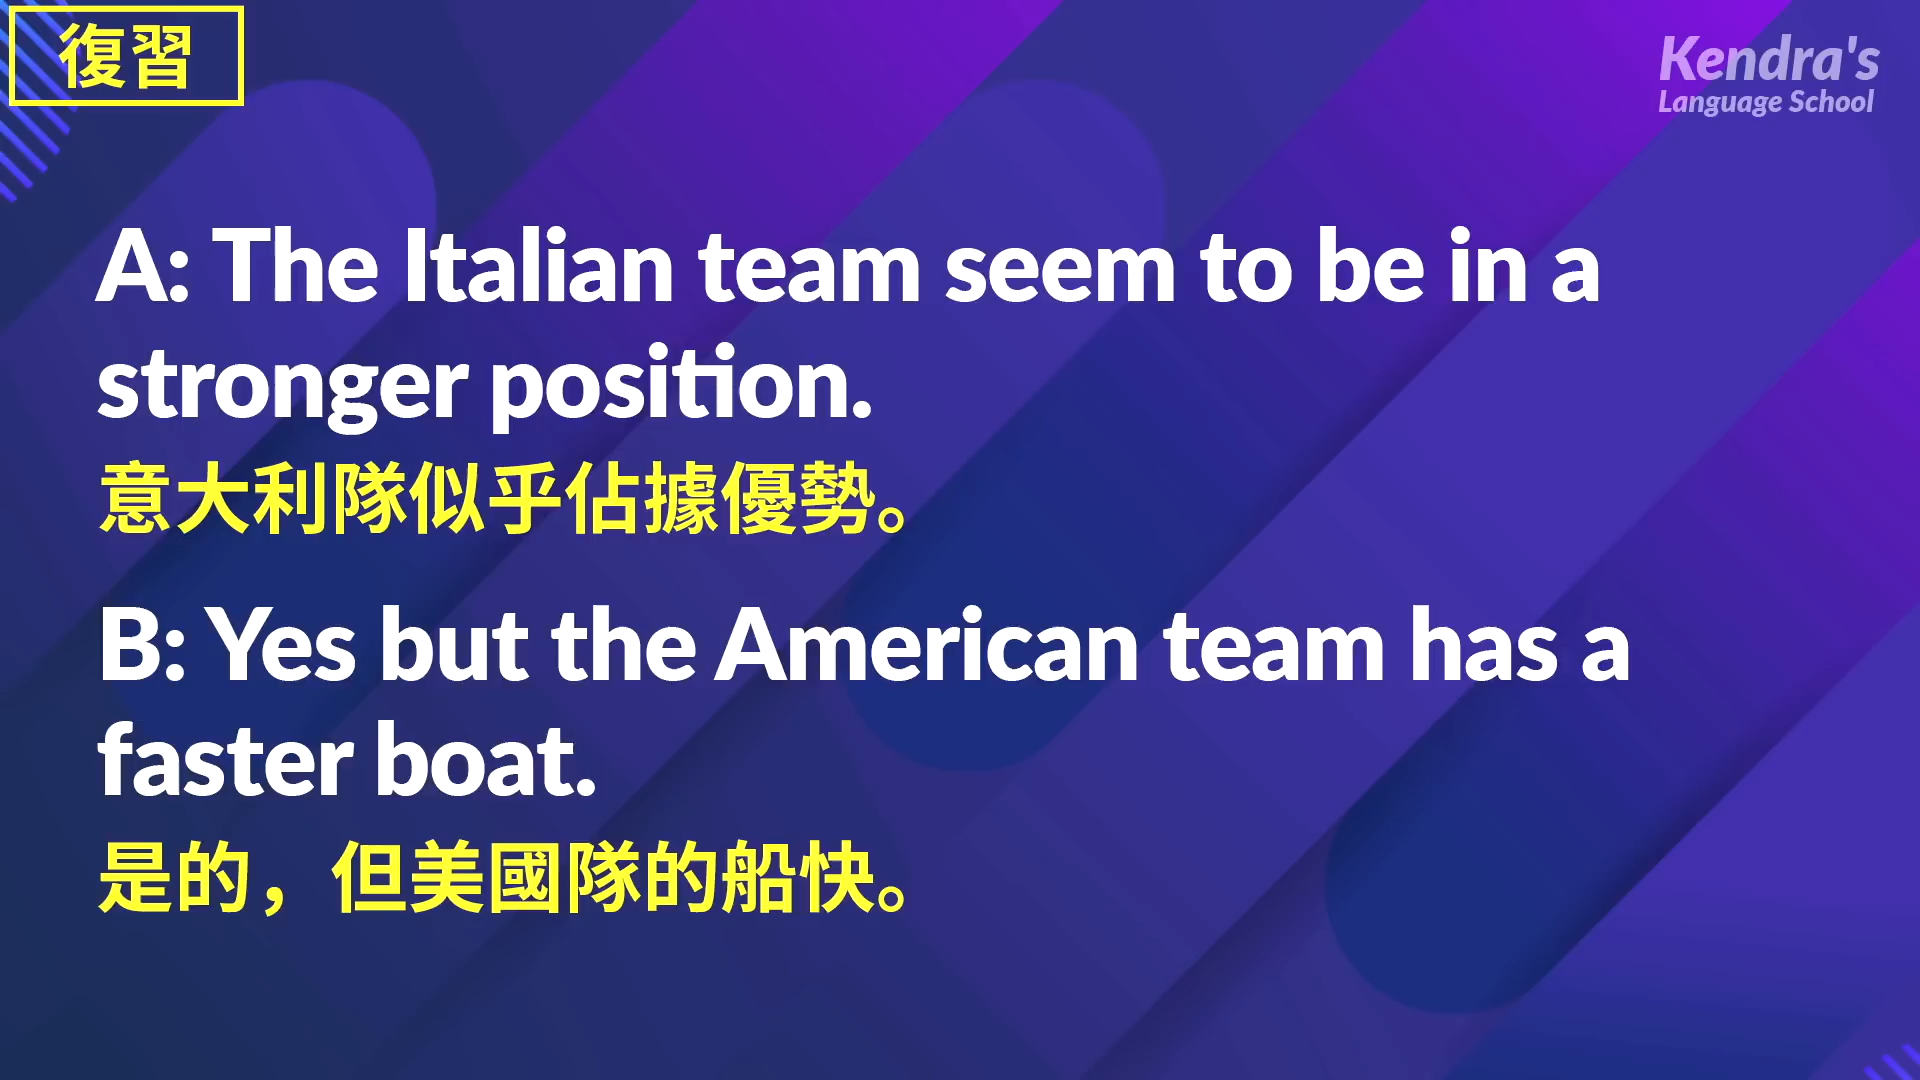 復習
Kendra's
Language School
A: The Italian team seem to be in a
stronger position.
意大利隊似乎佔據優勢。
B: Yes but the American team has a
faster boat.
是的，但美國隊的船快。